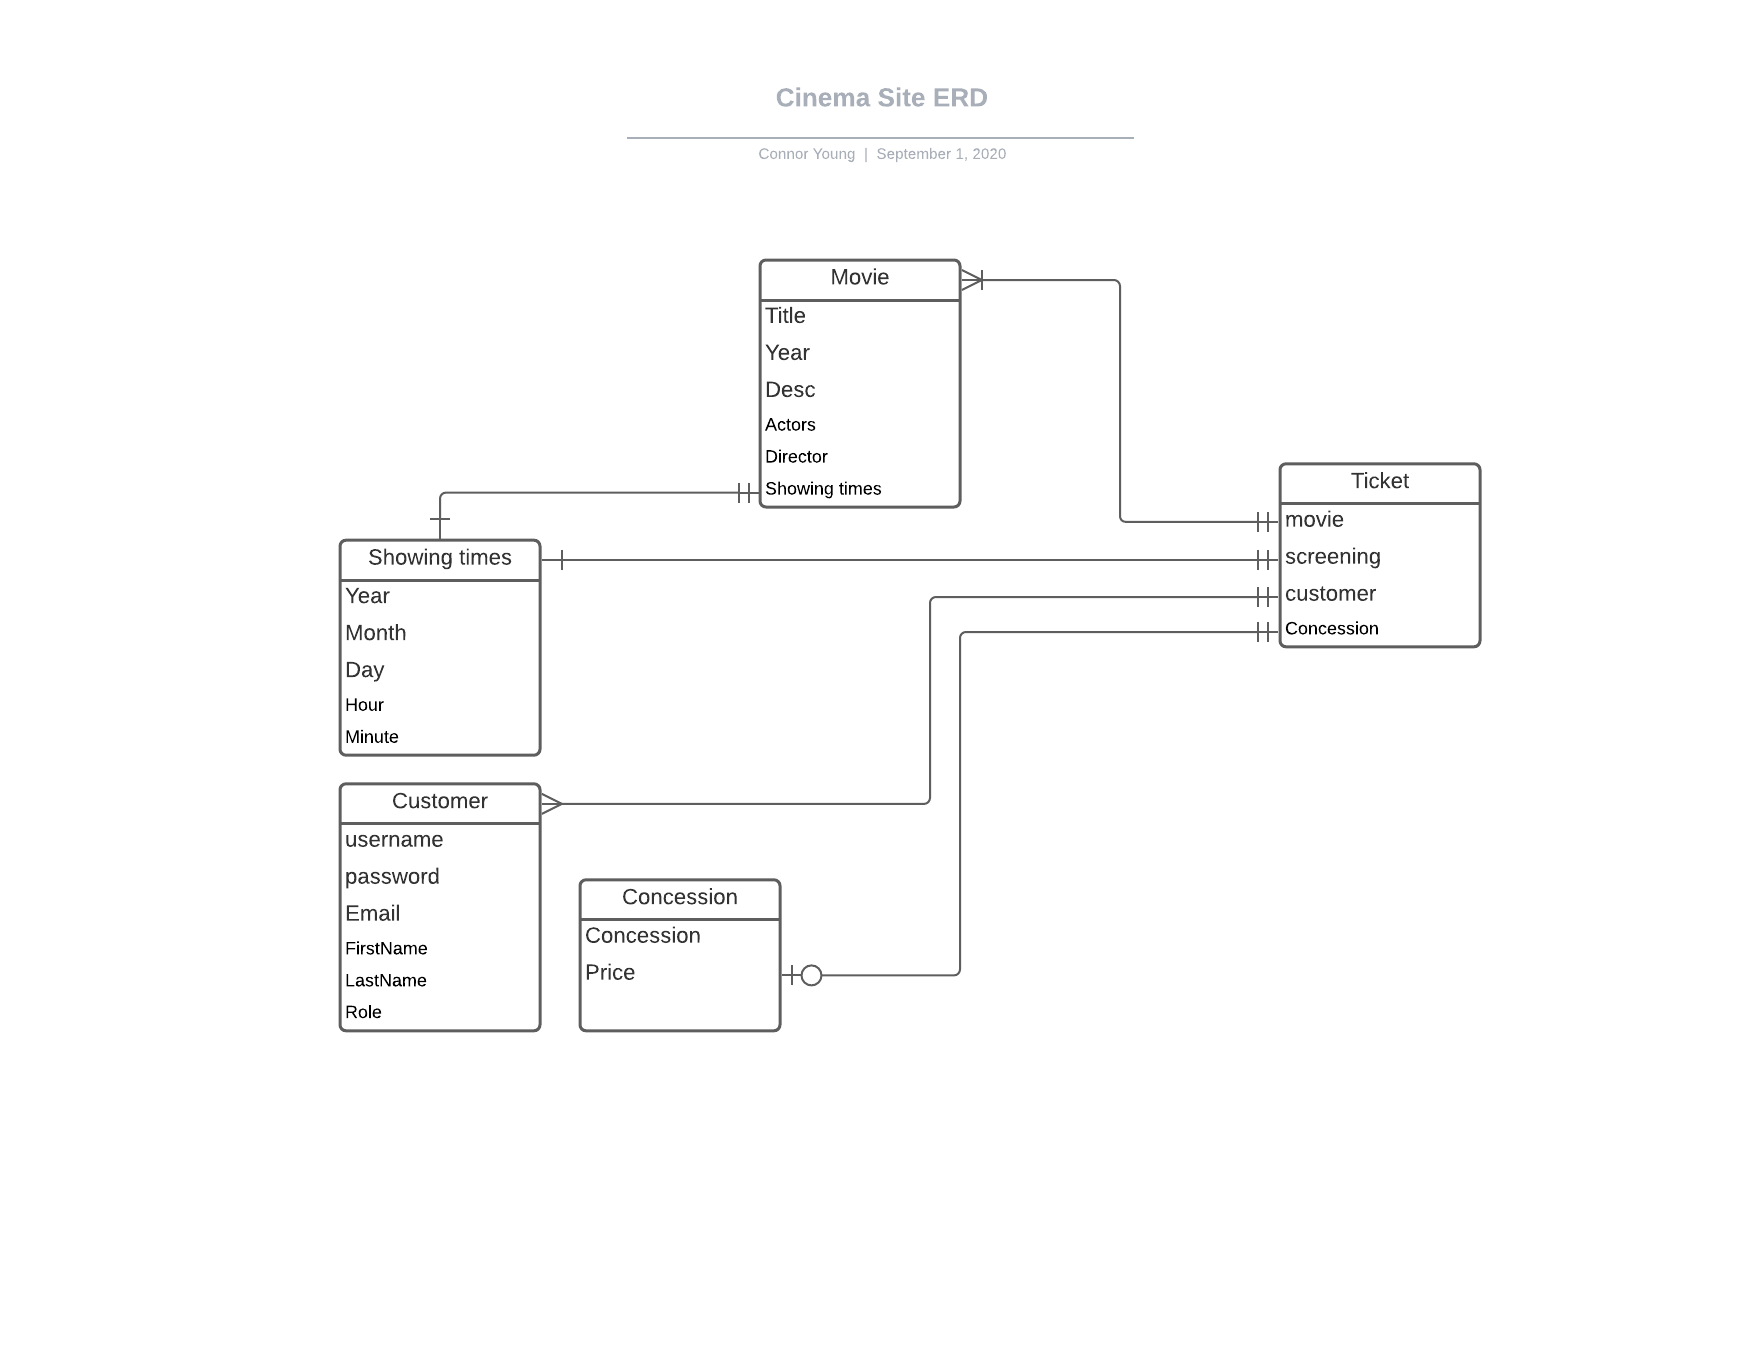 Cinema Site ERD
Connor Young | September 1, 2020
Movie
Title
Year
Desc
Actors
Director
Showing times
Ticket
movie
screening
customer
Concession
Showing times
Year
Month
Day
Hour
Minute
Customer
username
password
Email
FirstName
LastName
Role
Concession
Concession
Price